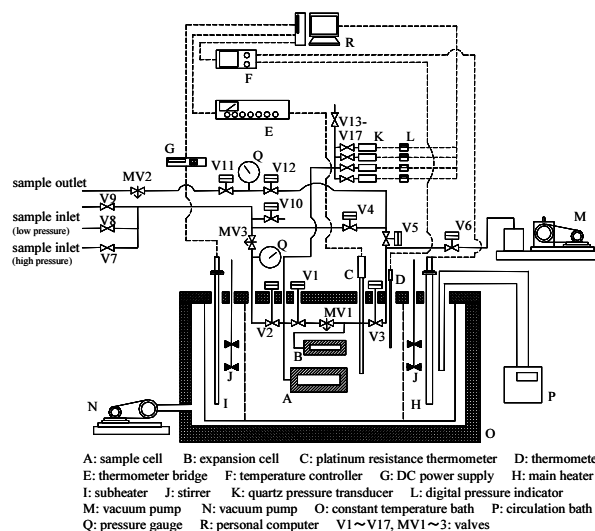 R
F
V13-
V17
K
L
E
G
Q
V11
V12
MV2
sample outlet
V9
V10
sample inlet
(low pressure)
V8
V4
V5
V6
M
MV3
Q
sample inlet
(high pressure)
V7
C
D
V1
MV1
V2
V3
B
J
J
A
I
H
N
P
O
A: sample cell B: expansion cell C: platinum resistance thermometer D: thermomete
E: thermometer bridge F: temperature controller G: DC power supply H: main heater
I: subheater J: stirrer K: quartz pressure transducer L: digital pressure indicator
M: vacuum pump N: vacuum pump O: constant temperature bath P: circulation bath
Q: pressure gauge R: personal computer V1～V17, MV1～3: valves